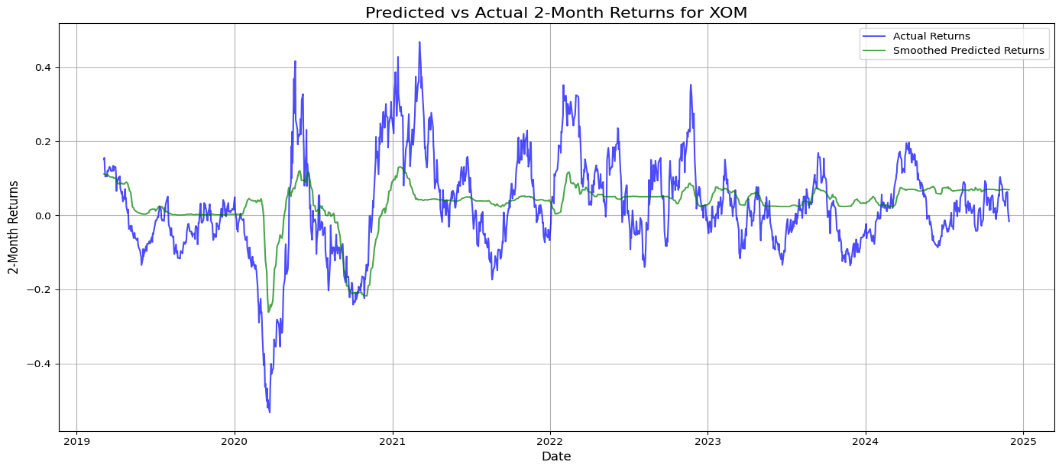 Predicted vs Actual 2-Month Returns for XOM
Actual Returns
Smoothed Predicted Returns
2-Month Returns
0.4
0.2
0.0
−0.2
−0.4
2019 2020 2021 2022 2023 2024 2025
Date